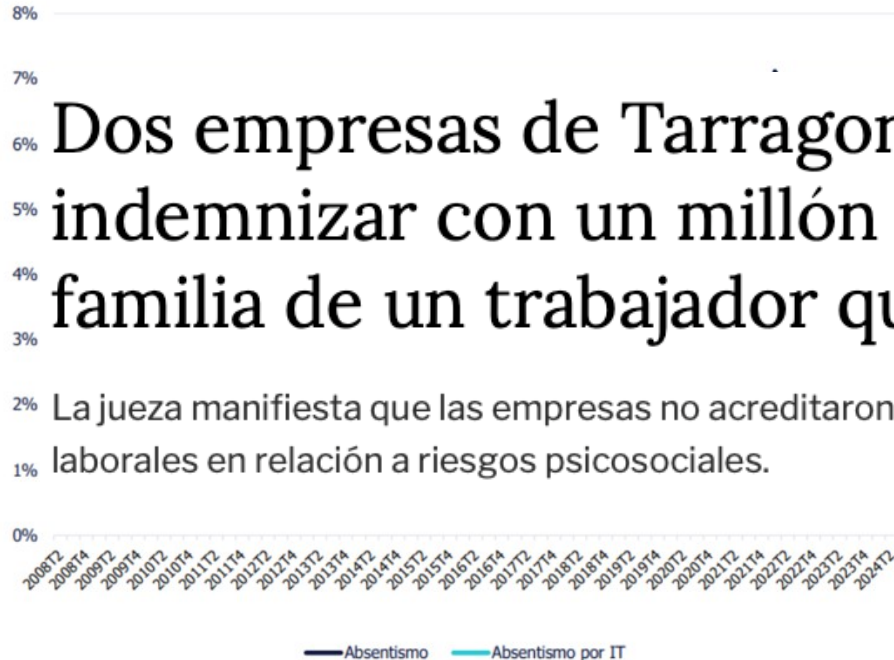 8%
7%
Dos empresas de Tarragon
6%
5%
indemnizar con un millón
4%
familia de un trabajador qu
3%
2%
La jueza manifiesta que las empresas no acreditaron
1%
laborales en relación a riesgos psicosociales.
0%
2008T2 2008T4 2009T2 2009T4 2010T2 2010T4 2011T2 2011T4 2012T2 2012T4 2013T2 2013T4 2014T2 2014T4 2015T2 2015T4 2016T2 2016T4 2017T2 2017T4 2018T2 2018T4 2019T2 2019T4 2020T2 2020T4 2021T2 2021T4 2022T2 2022T4 2023T2 2023T4 2024T2
Absentismo Absentismo por IT